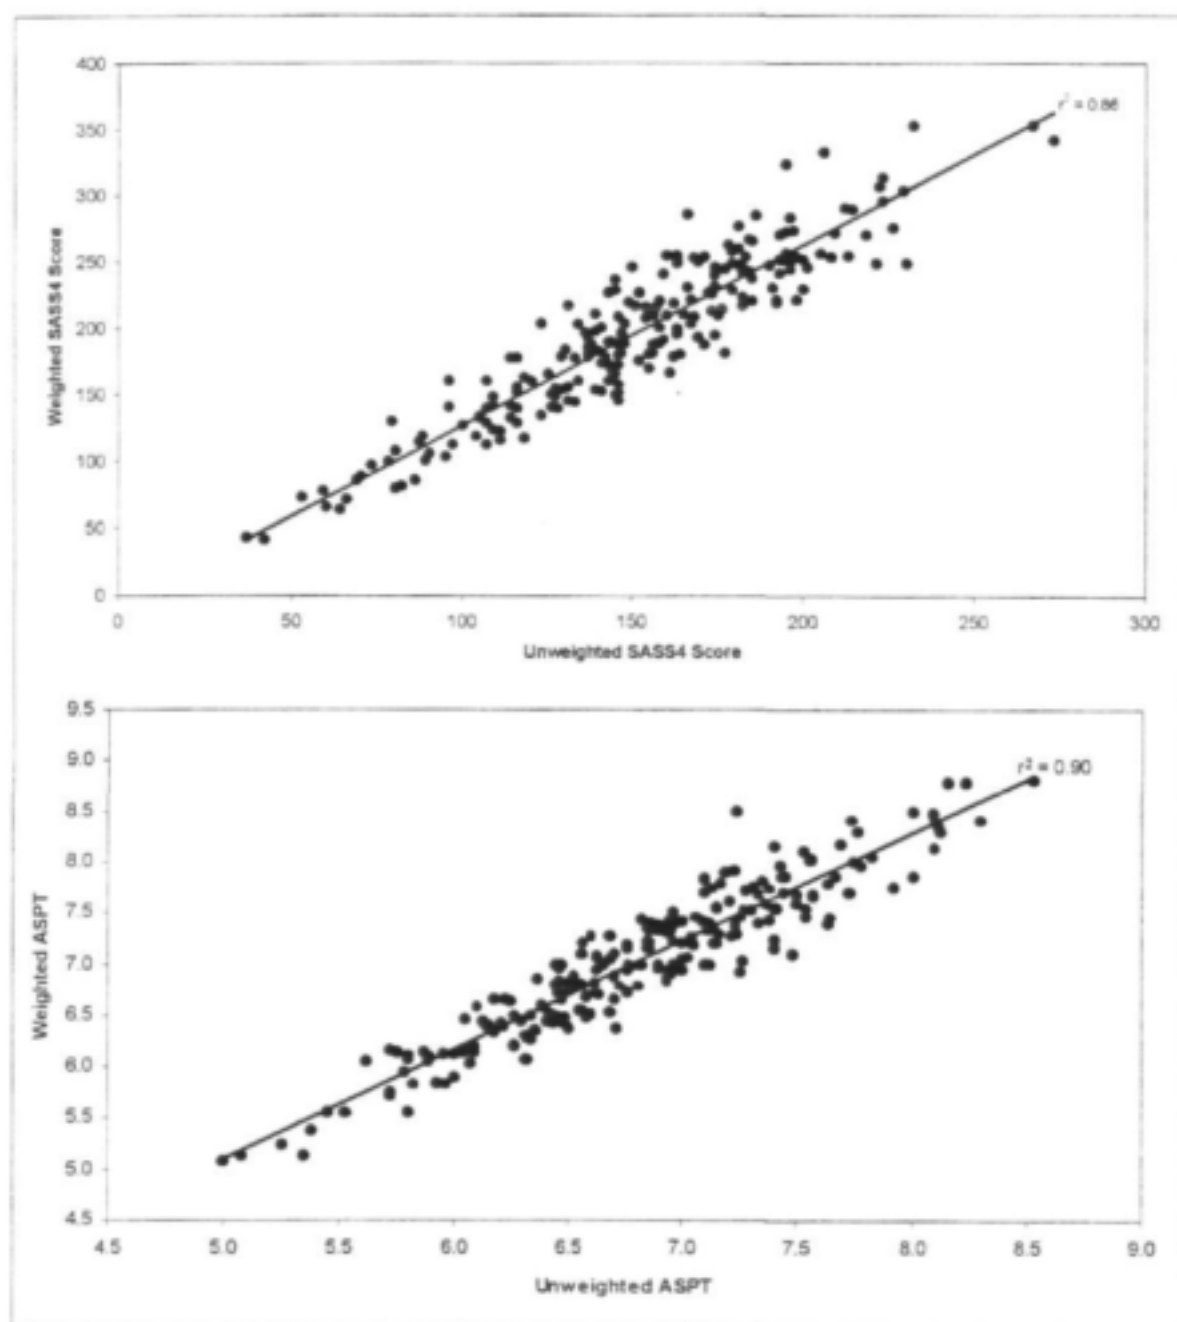 400
350
300
250
200
150
100
50
0
Weighted SASS4 Score
r² = 0.86
0 50 100 150 200 250 300
Unweighted SASS4 Score
9.5
9.0
8.5
8.0
7.5
7.0
6.5
6.0
5.5
5.0
4.5
Weighted ASPT
r² = 0.90
4.5 5.0 5.5 6.0 6.5 7.0 7.5 8.0 8.5 9.0
Unweighted ASPT